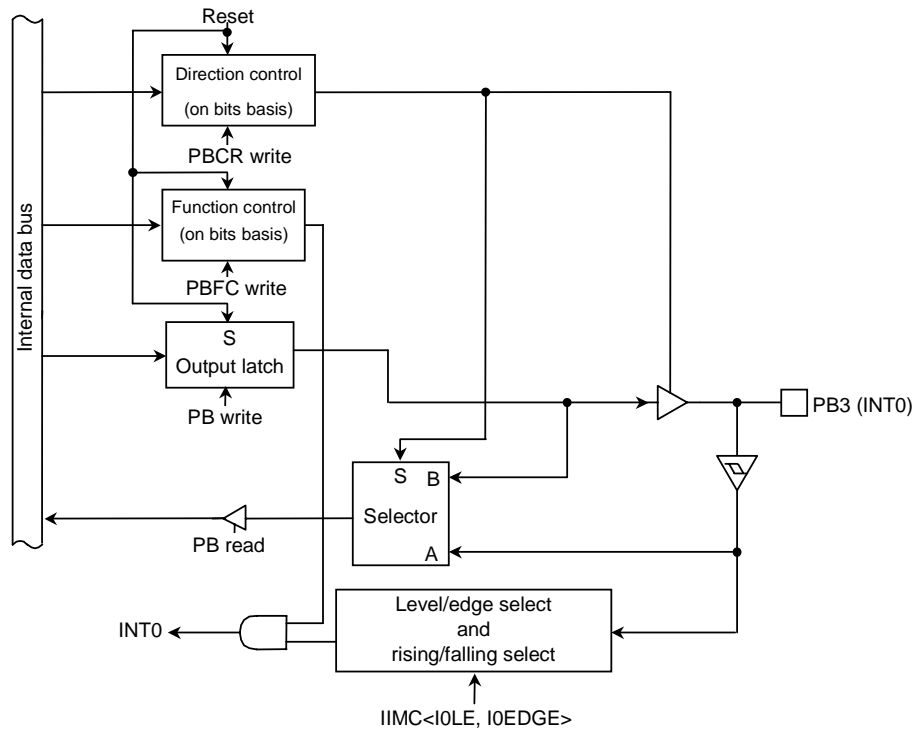 Reset
Direction control
(on bits basis)
PBCR write
Function control
(on bits basis)
PBFC write
Internal data bus
S
Output latch
PB write
PB3 (INT0)
S
B
Selector
A
PB read
Level/edge select
and
rising/falling select
INT0
IIMC<I0LE, I0EDGE>